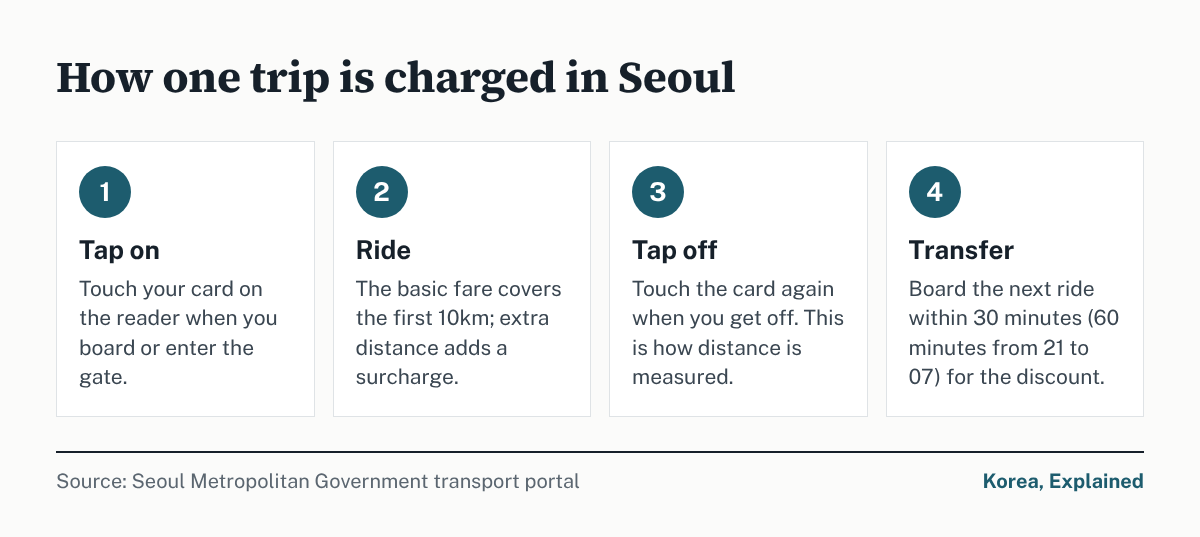 How one trip is charged in Seoul
1
Tap on
Touch your card on
the reader when you
board or enter the
gate.
2
Ride
The basic fare covers
the first 10km; extra
distance adds a
surcharge.
3
Tap off
Touch the card again
when you get off. This
is how distance is
measured.
4
Transfer
Board the next ride
within 30 minutes (60
minutes from 21 to
07) for the discount.
Source: Seoul Metropolitan Government transport portal
Korea, Explained